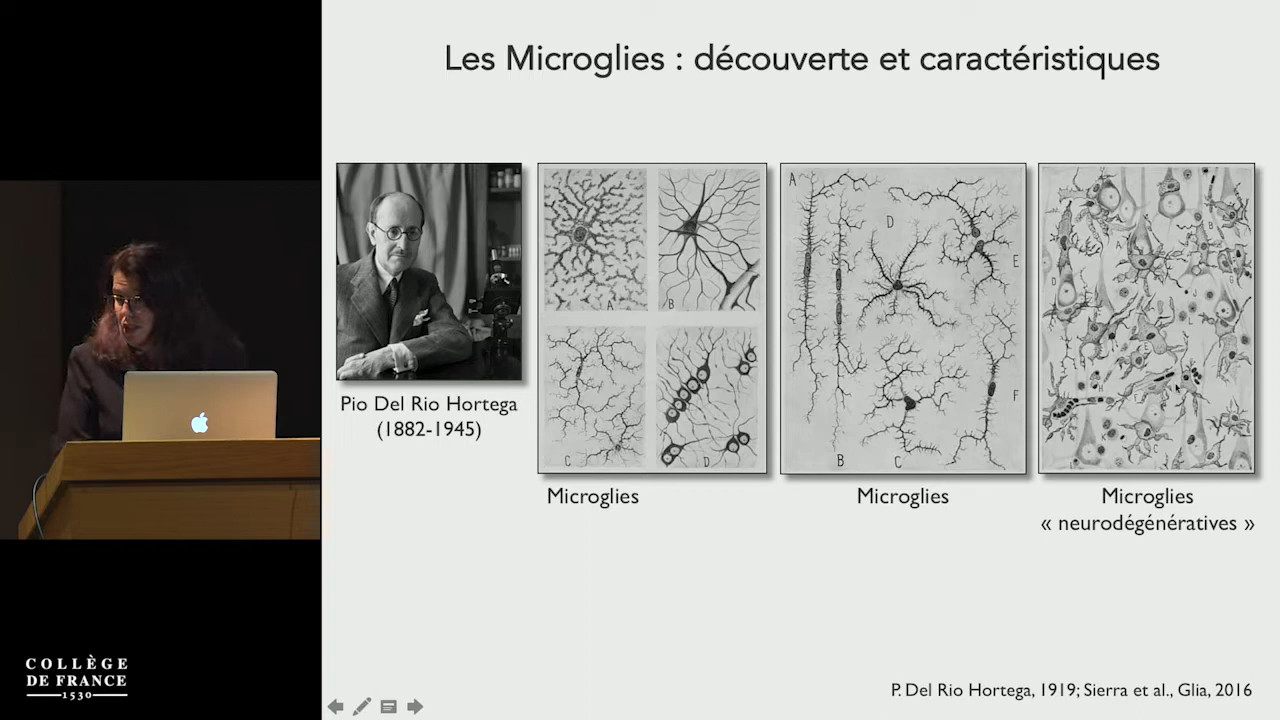 Les Microglies : découverte et caractéristiques
A
B
C
D
A
B
C
D
E
F
A
B
D
C
Pio Del Rio Hortega
(1882-1945)
Microglies
Microglies
Microglies
« neurodégénératives »
P. Del Rio Hortega, 1919; Sierra et al., Glia, 2016
COLLÈGE
DE FRANCE
1530